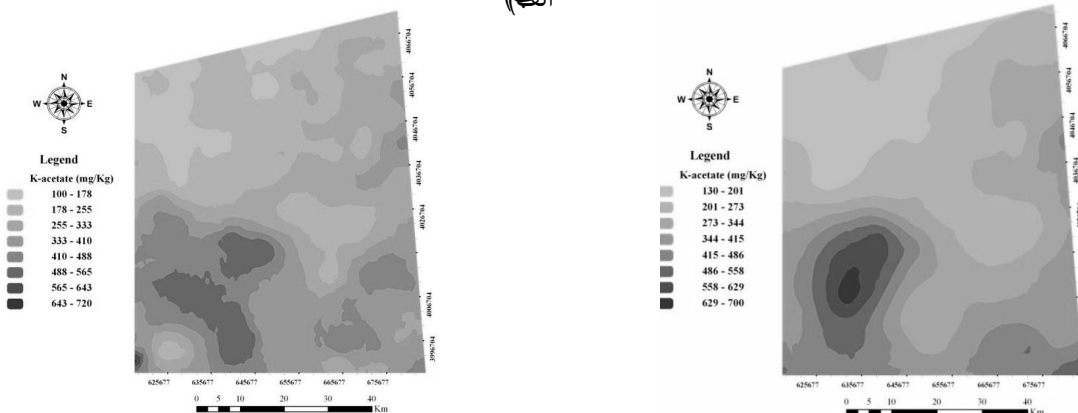 N
W E
S
Legend
K-acetate (mg/Kg)
100 - 178
178 - 255
255 - 333
333 - 410
410 - 488
488 - 565
565 - 643
643 - 720
625677 635677 645677 655677 665677 675677
0 5 10 20 30 40
Km
N
W E
S
Legend
K-acetate (mg/Kg)
130 - 201
201 - 273
273 - 344
344 - 415
415 - 486
486 - 558
558 - 629
629 - 700
625677 635677 645677 655677 665677 675677
0 5 10 20 30 40
Km